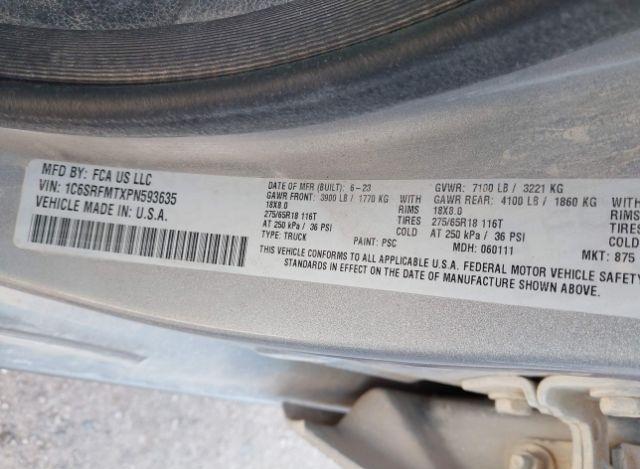 MFD BY: FCA US LLC
VIN: 1C6SRFMTXPN593635
VEHICLE MADE IN: U.S.A.
DATE OF MFR (BUILT): 6-23
GAWR FRONT: 3900 LB / 1770 KG WITH
18X8.0 RIMS
275/65R18 116T TIRES
AT 250 kPa / 36 PSI COLD
TYPE: TRUCK PAINT: PSC
GVWR: 7100 LB / 3221 KG
GAWR REAR: 4100 LB / 1860 KG WITH
18X8.0 RIMS
275/65R18 116T TIRES
AT 250 kPa / 36 PSI COLD
MDH: 060111 MKT: 875
THIS VEHICLE CONFORMS TO ALL APPLICABLE U.S.A. FEDERAL MOTOR VEHICLE SAFETY
STANDARDS IN EFFECT ON THE DATE OF MANUFACTURE SHOWN ABOVE.